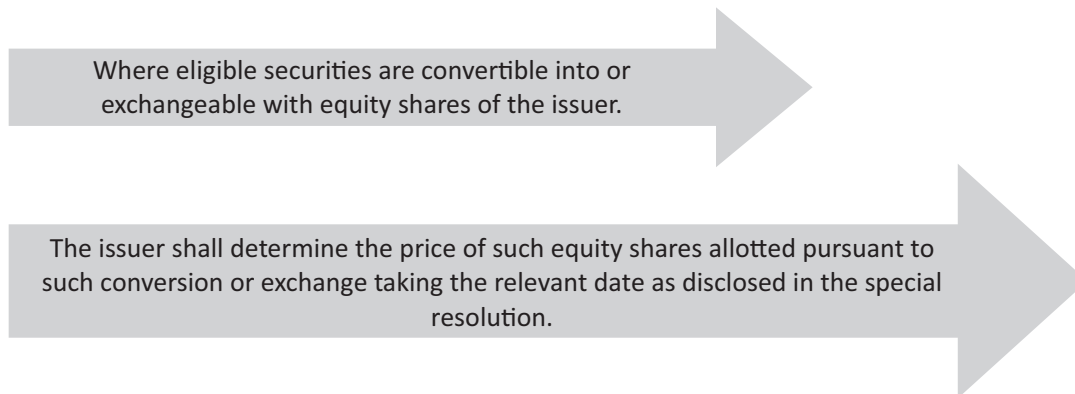 Where eligible securities are convertible into or
exchangeable with equity shares of the issuer.
The issuer shall determine the price of such equity shares allotted pursuant to
such conversion or exchange taking the relevant date as disclosed in the special
resolution.